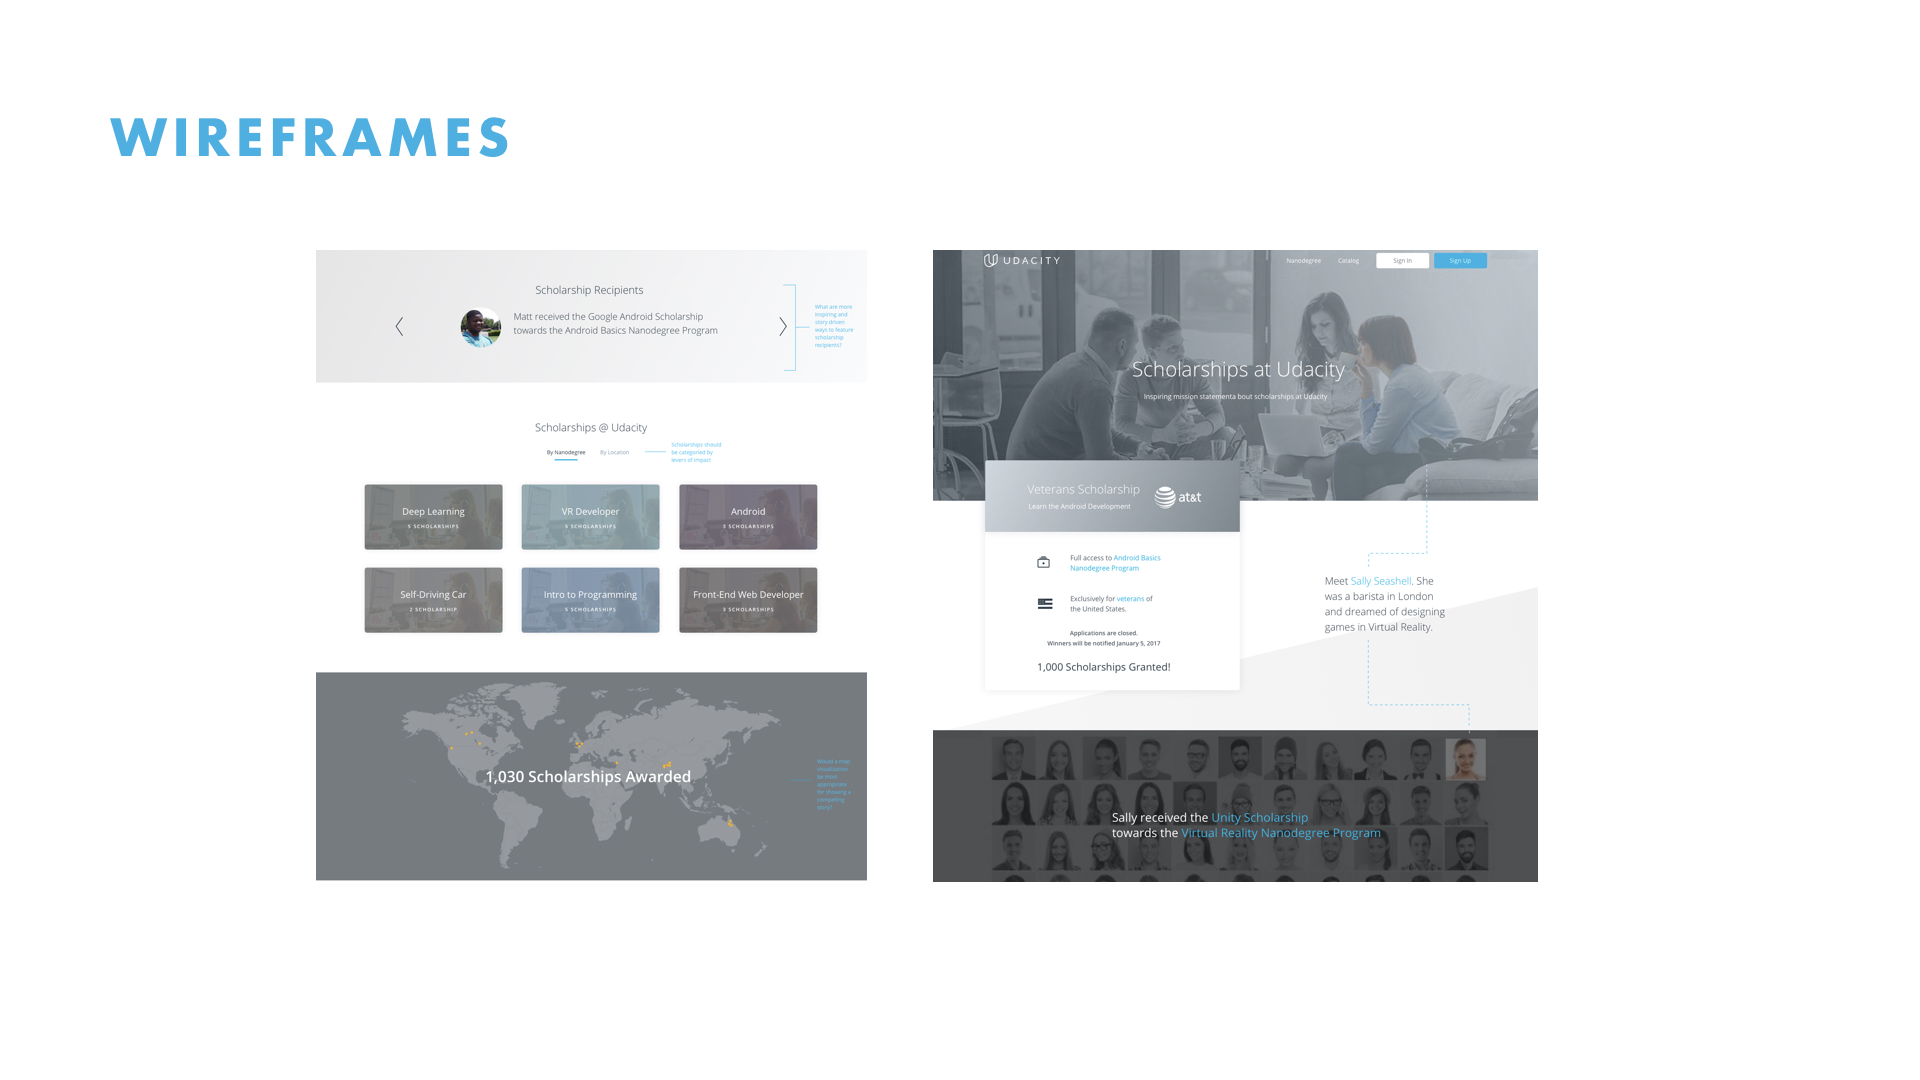 WIREFRAMES
Scholarship Recipients
Matt received the Google Android Scholarship
towards the Android Basics Nanodegree Program
What are more
inspiring and
story driven
ways to feature
scholarship
recipients?
Scholarships @ Udacity
By Nanodegree
By Location
Scholarships should
be categoried by
levers of impact
Deep Learning
5 SCHOLARSHIPS
VR Developer
5 SCHOLARSHIPS
Android
3 SCHOLARSHIPS
Self-Driving Car
2 SCHOLARSHIP
Intro to Programming
5 SCHOLARSHIPS
Front-End Web Developer
3 SCHOLARSHIPS
1,030 Scholarships Awarded
Would a map
visualization
be most
appropriate
for showing a
compelling
story?
UDACITY
Nanodegree
Catalog
Sign In
Sign Up
Scholarships at Udacity
Inspiring mission statementa bout scholarships at Udacity
Veterans Scholarship
Learn the Android Development
at&t
Full access to Android Basics
Nanodegree Program
Exclusively for veterans of
the United States.
Applications are closed.
Winners will be notified January 5, 2017
1,000 Scholarships Granted!
Meet Sally Seashell. She
was a barista in London
and dreamed of designing
games in Virtual Reality.
Sally received the Unity Scholarship
towards the Virtual Reality Nanodegree Program